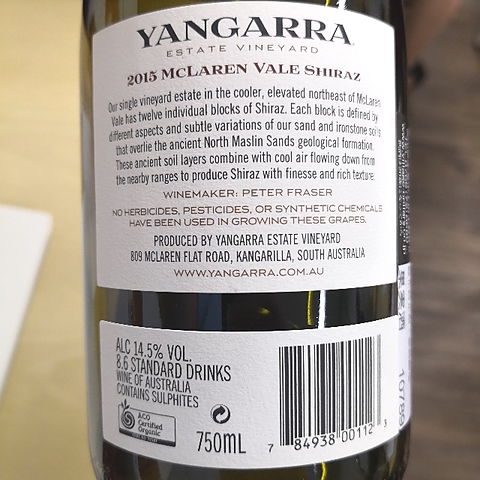 YANGARRA
ESTATE VINEYARD
2015 MCLAREN VALE SHIRAZ
Our single vineyard estate in the cooler, elevated northeast of McLaren
Vale has twelve individual blocks of Shiraz. Each block is defined by
different aspects and subtle variations of our sand and ironstone soils
that overlie the ancient North Maslin Sands geological formation.
These ancient soil layers combine with cool air flowing down from
the nearby ranges to produce Shiraz with finesse and rich texture.
WINEMAKER: PETER FRASER
NO HERBICIDES, PESTICIDES, OR SYNTHETIC CHEMICALS
HAVE BEEN USED IN GROWING THESE GRAPES.
PRODUCED BY YANGARRA ESTATE VINEYARD
809 MCLAREN FLAT ROAD, KANGARILLA, SOUTH AUSTRALIA
WWW.YANGARRA.COM.AU
ALC 14.5% VOL.
8.6 STANDARD DRINKS
WINE OF AUSTRALIA
CONTAINS SULPHITES
ACO
Certified
Organic
750ML
7 84938 00112 3